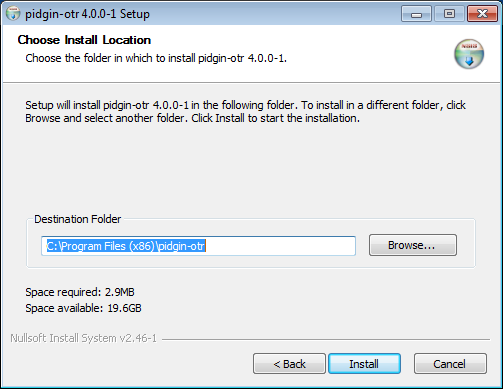 pidgin-otr 4.0.0-1 Setup
Choose Install Location
Choose the folder in which to install pidgin-otr 4.0.0-1.
Setup will install pidgin-otr 4.0.0-1 in the following folder. To install in a different folder, click
Browse and select another folder. Click Install to start the installation.
Destination Folder
C:\Program Files (x86)\pidgin-otr
Browse...
Space required: 2.9MB
Space available: 19.6GB
Nullsoft Install System v2.46-1
< Back
Install
Cancel